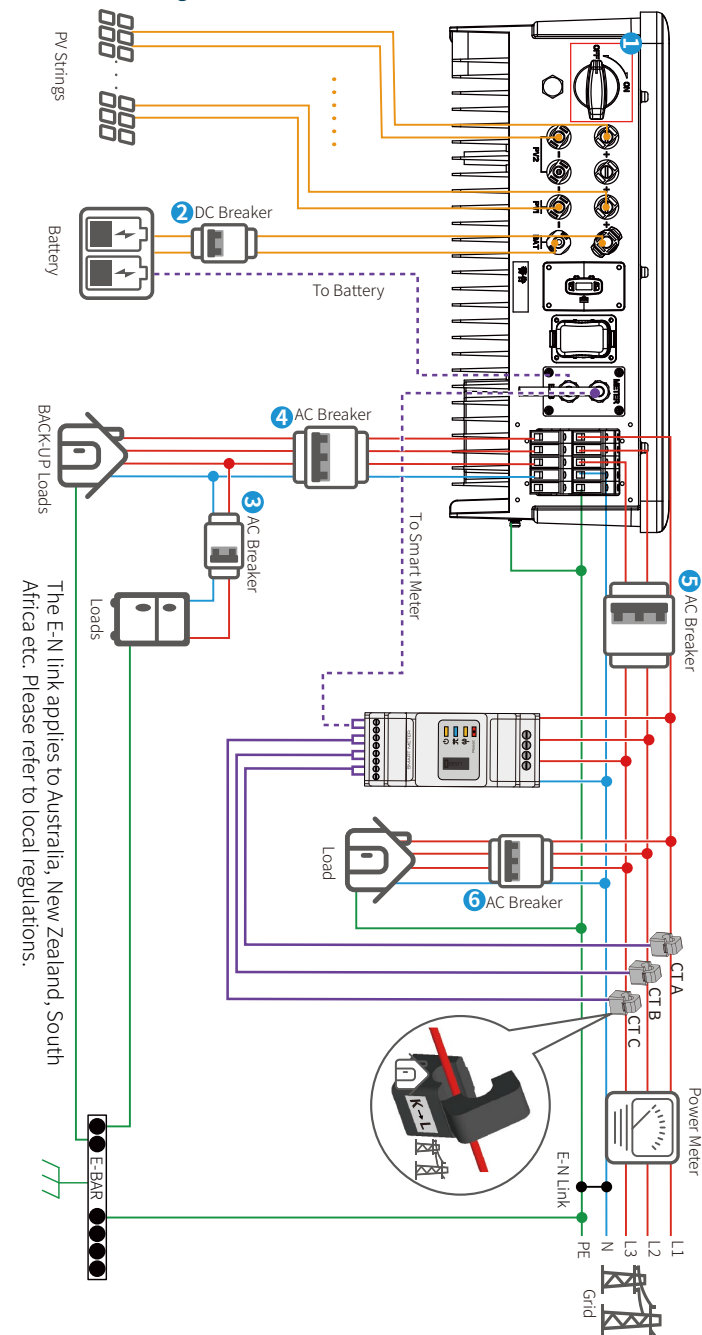 PV Strings
Battery
2 DC Breaker
To Battery
1
OFF
ON
+
-
PV2
+
-
+
-
PV1
+
-
BAT
METER
BACK-UP Loads
4 AC Breaker
3 AC Breaker
Loads
To Smart Meter
5 AC Breaker
Load
6 AC Breaker
CT A
CT B
CT C
K→L
Power Meter
E-N Link
L1
L2
L3
N
PE
Grid
E-BAR
The E-N link applies to Australia, New Zealand, South
Africa etc. Please refer to local regulations.